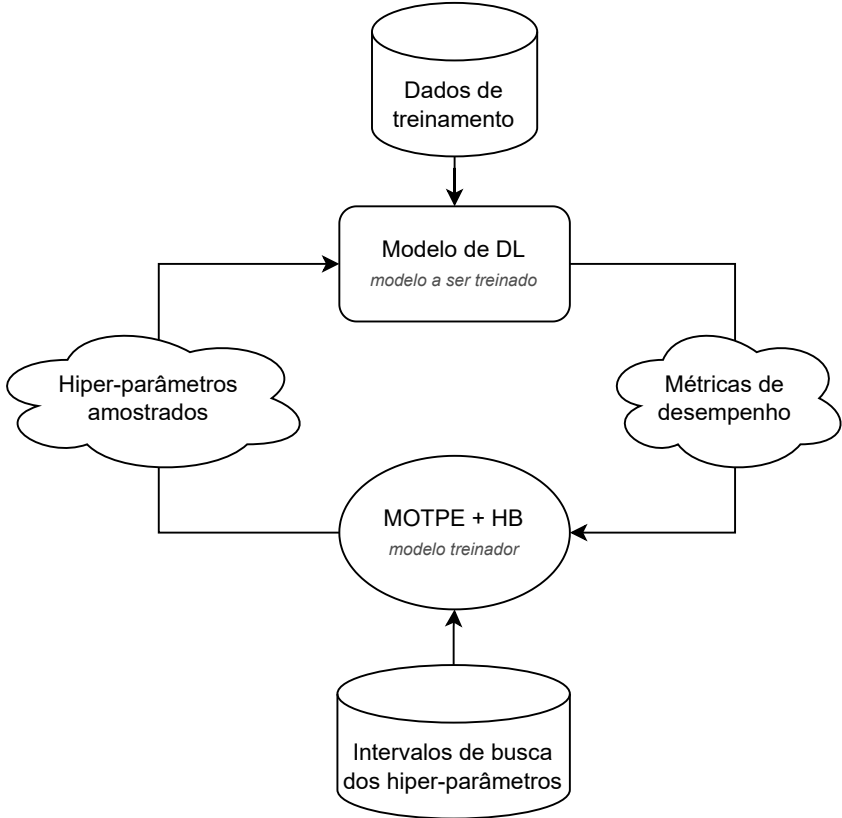 Dados de
treinamento
Modelo de DL
modelo a ser treinado
Hiper-parâmetros
amostrados
Métricas de
desempenho
MOTPE + HB
modelo treinador
Intervalos de busca
dos hiper-parâmetros